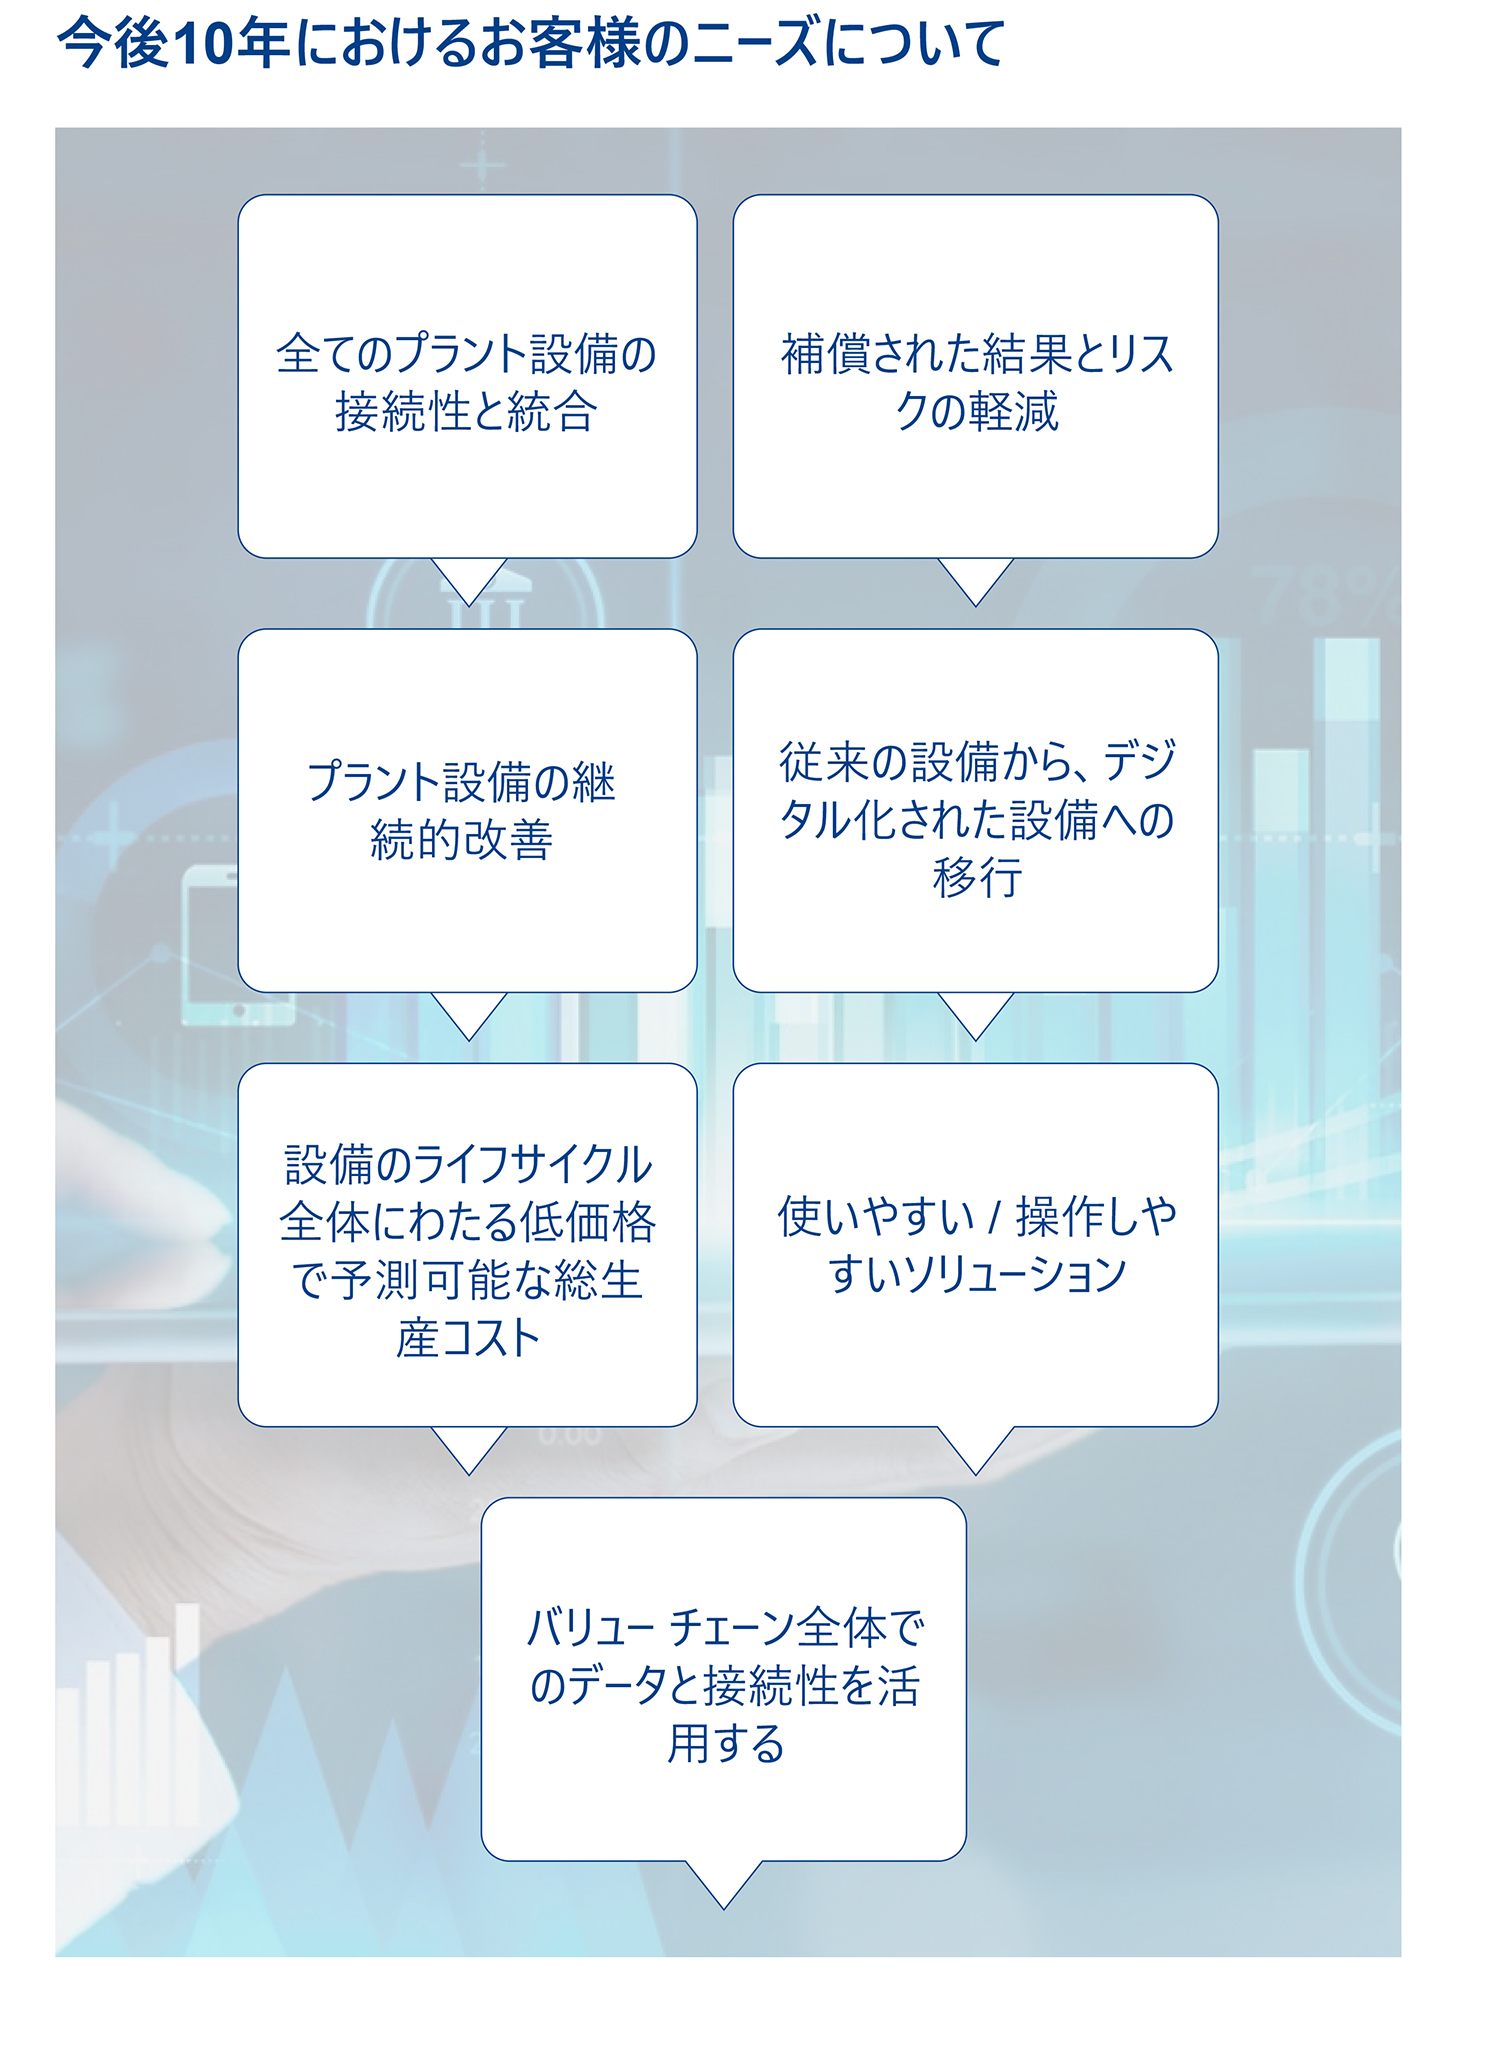 今後10年におけるお客様のニーズについて
全てのプラント設備の
接続性と統合
補償された結果とリス
クの軽減
78%
プラント設備の継
続的改善
従来の設備から、デジ
タル化された設備への
移行
設備のライフサイクル
全体にわたる低価格
で予測可能な総生
産コスト
使いやすい / 操作しや
すいソリューション
0.00
バリュー チェーン全体で
のデータと接続性を活
用する